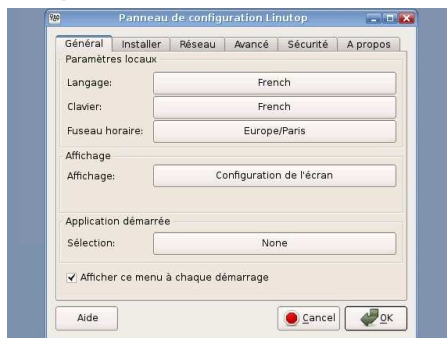 Panneau de configuration Linutop
Général Installer Réseau Avancé Sécurité A propos
Paramètres locaux
Langage: French
Clavier: French
Fuseau horaire: Europe/Paris
Affichage
Affichage: Configuration de l'écran
Application démarrée
Sélection: None
Afficher ce menu à chaque démarrage
Aide Cancel OK